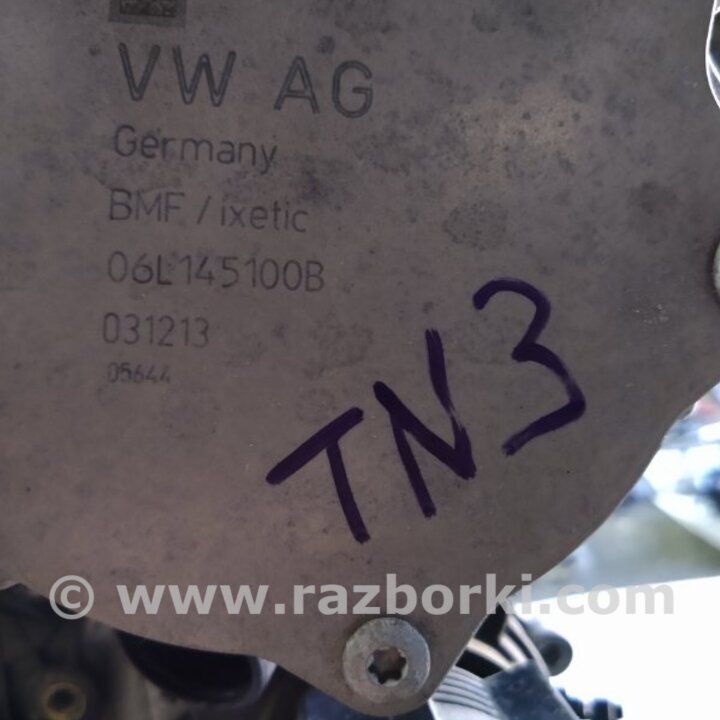 VW AG
Germany
BMF / ixetic
06L145100B
031213
05644
TN3
© www.razborki.com